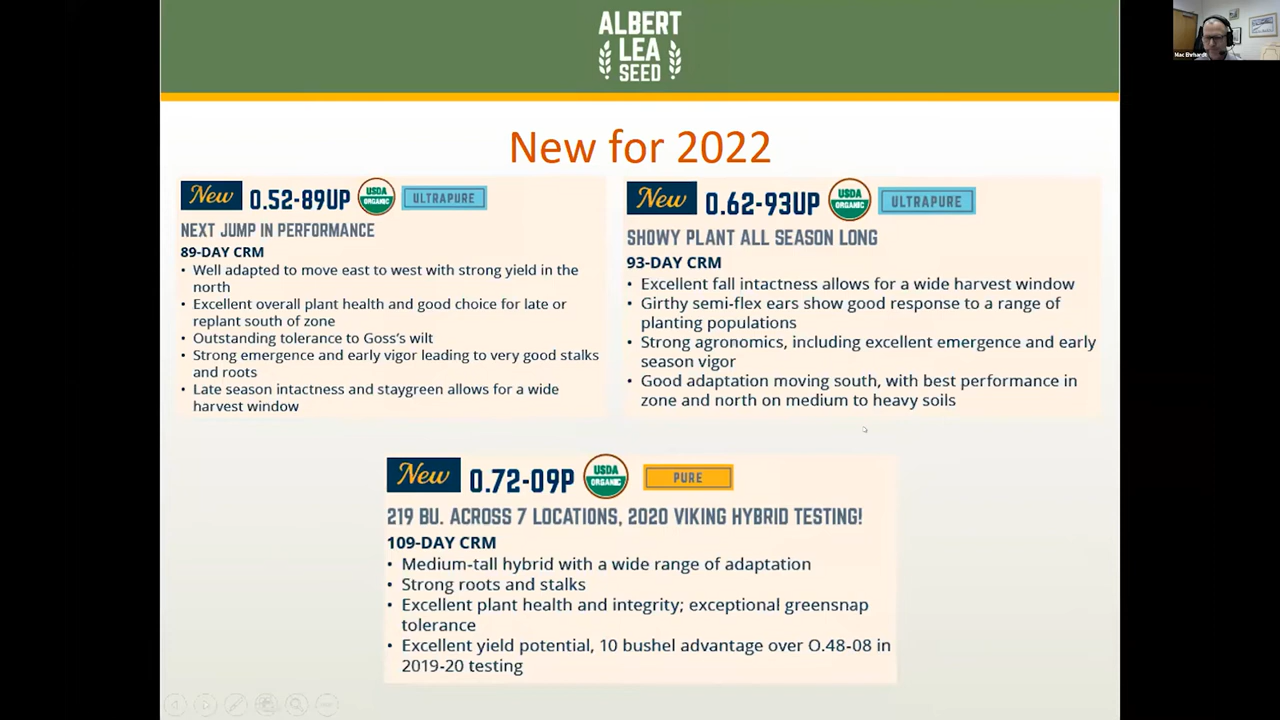 ALBERT
LEA
SEED
Mac Ehrhardt
New for 2022
New O.52-89UP USDA ORGANIC ULTRAPURE
NEXT JUMP IN PERFORMANCE
89-DAY CRM
• Well adapted to move east to west with strong yield in the
north
• Excellent overall plant health and good choice for late or
replant south of zone
• Outstanding tolerance to Goss's wilt
• Strong emergence and early vigor leading to very good stalks
and roots
• Late season intactness and staygreen allows for a wide
harvest window
New O.62-93UP USDA ORGANIC ULTRAPURE
SHOWY PLANT ALL SEASON LONG
93-DAY CRM
• Excellent fall intactness allows for a wide harvest window
• Girthy semi-flex ears show good response to a range of
planting populations
• Strong agronomics, including excellent emergence and early
season vigor
• Good adaptation moving south, with best performance in
zone and north on medium to heavy soils
New O.72-09P USDA ORGANIC PURE
219 BU. ACROSS 7 LOCATIONS, 2020 VIKING HYBRID TESTING!
109-DAY CRM
• Medium-tall hybrid with a wide range of adaptation
• Strong roots and stalks
• Excellent plant health and integrity; exceptional greensnap
tolerance
• Excellent yield potential, 10 bushel advantage over O.48-08 in
2019-20 testing